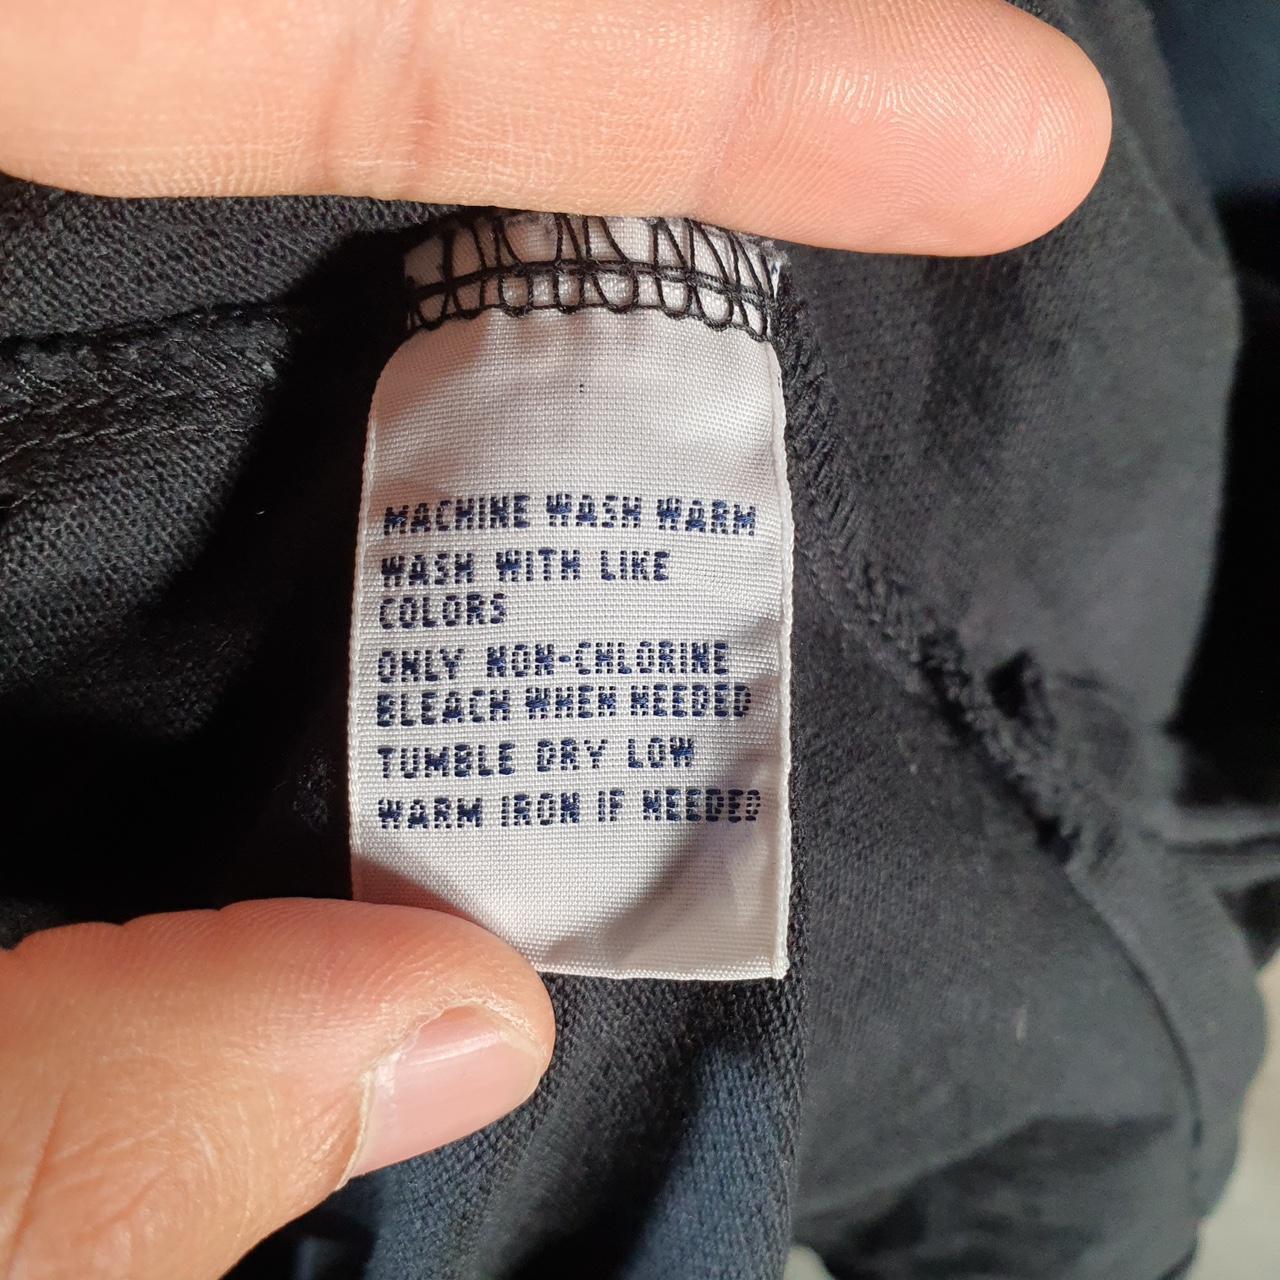 MACHINE WASH WARM
WASH WITH LIKE
COLORS
ONLY NON-CHLORINE
BLEACH WHEN NEEDED
TUMBLE DRY LOW
WARM IRON IF NEEDED